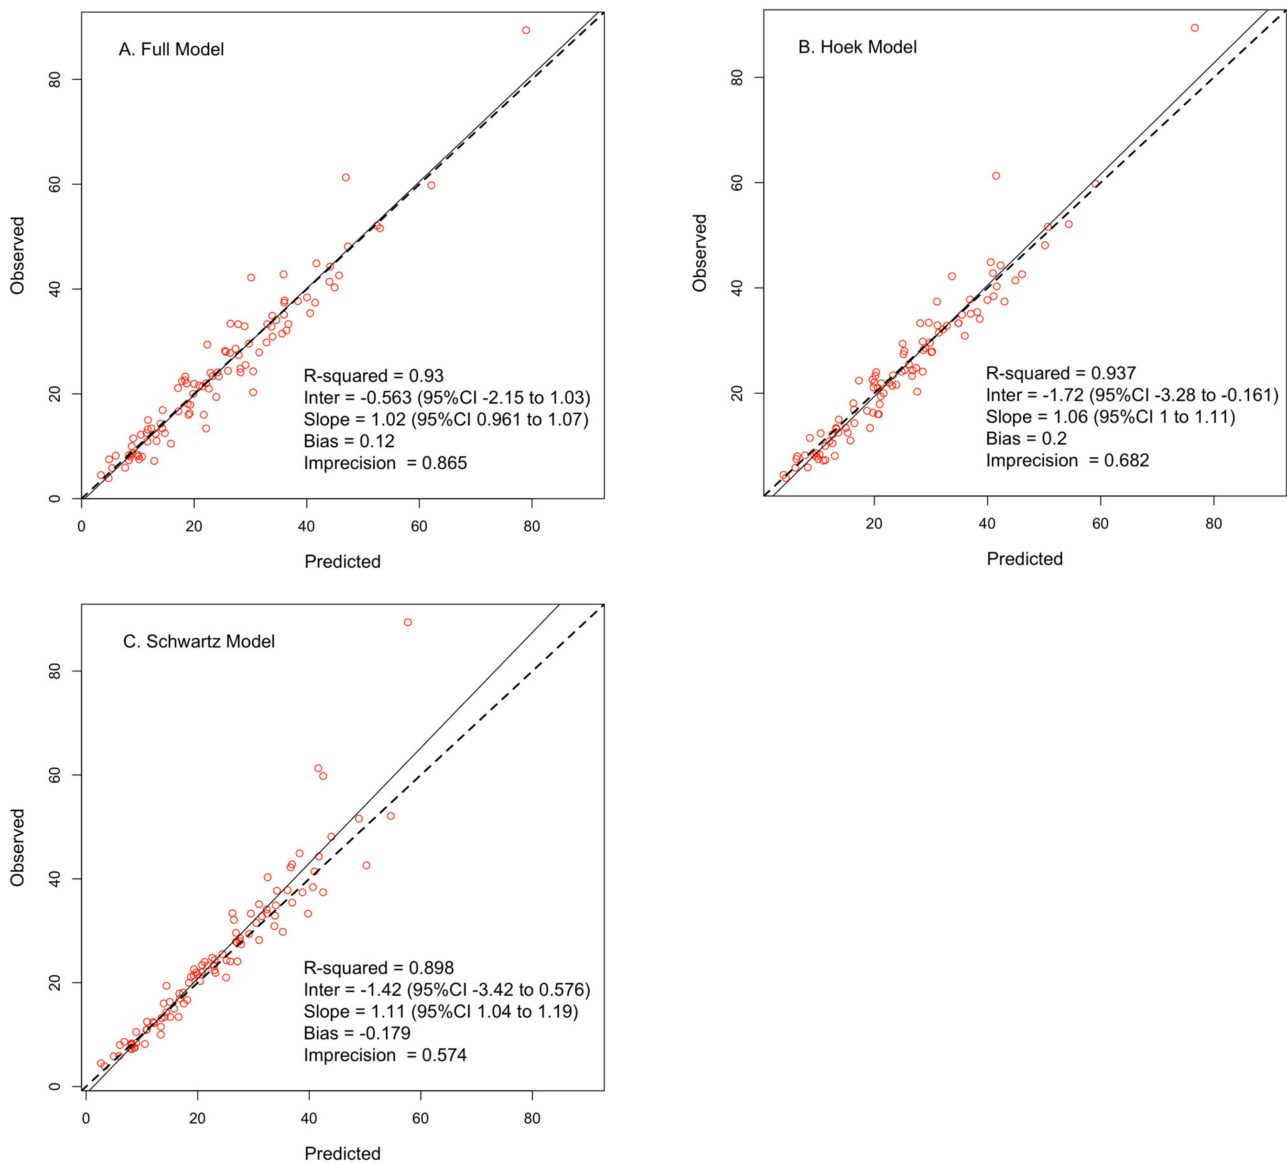 A. Full Model
80
60
40
20
0
Observed
R-squared = 0.93
Inter = -0.563 (95%CI -2.15 to 1.03)
Slope = 1.02 (95%CI 0.961 to 1.07)
Bias = 0.12
Imprecision = 0.865
0 20 40 60 80
Predicted
B. Hoek Model
80
60
40
20
Observed
R-squared = 0.937
Inter = -1.72 (95%CI -3.28 to -0.161)
Slope = 1.06 (95%CI 1 to 1.11)
Bias = 0.2
Imprecision = 0.682
20 40 60 80
Predicted
C. Schwartz Model
80
60
40
20
0
Observed
R-squared = 0.898
Inter = -1.42 (95%CI -3.42 to 0.576)
Slope = 1.11 (95%CI 1.04 to 1.19)
Bias = -0.179
Imprecision = 0.574
0 20 40 60 80
Predicted